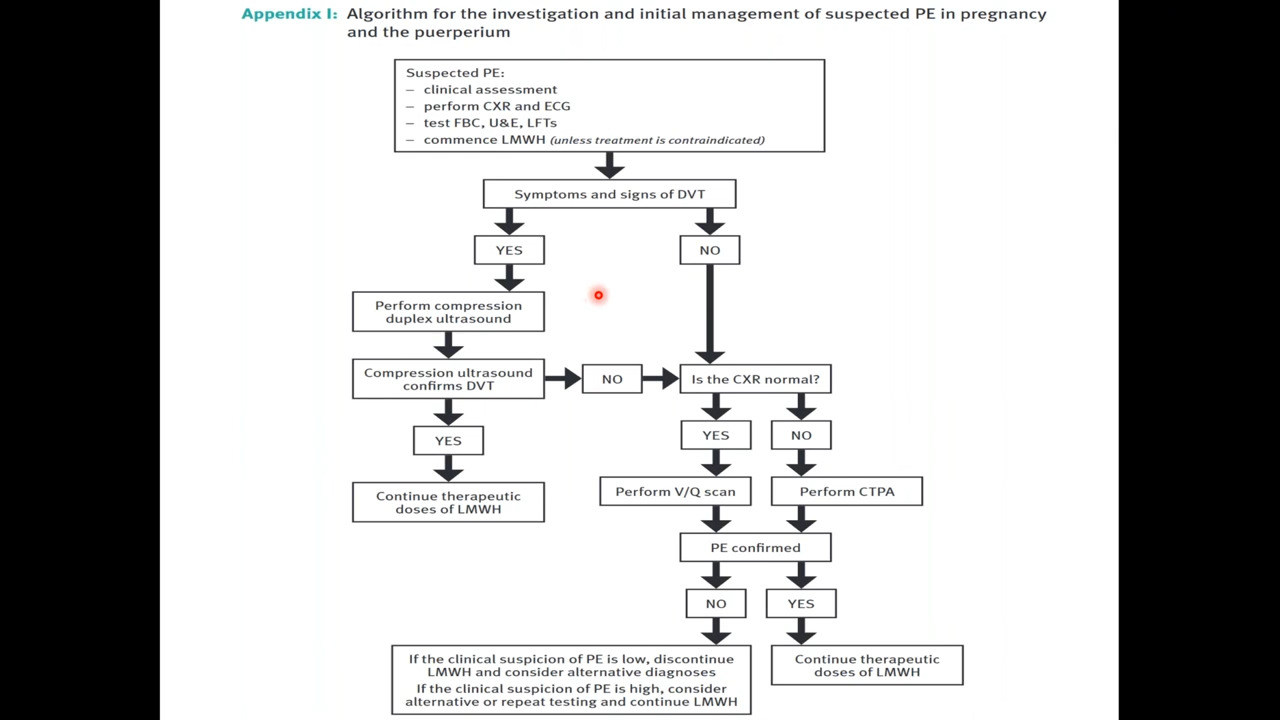 Appendix I: Algorithm for the investigation and initial management of suspected PE in pregnancy
and the puerperium
Suspected PE:
– clinical assessment
– perform CXR and ECG
– test FBC, U&E, LFTs
– commence LMWH (unless treatment is contraindicated)
Symptoms and signs of DVT
YES
NO
Perform compression
duplex ultrasound
Compression ultrasound
confirms DVT
NO
Is the CXR normal?
YES
YES
NO
Continue therapeutic
doses of LMWH
Perform V/Q scan
Perform CTPA
PE confirmed
NO
YES
If the clinical suspicion of PE is low, discontinue
LMWH and consider alternative diagnoses
If the clinical suspicion of PE is high, consider
alternative or repeat testing and continue LMWH
Continue therapeutic
doses of LMWH